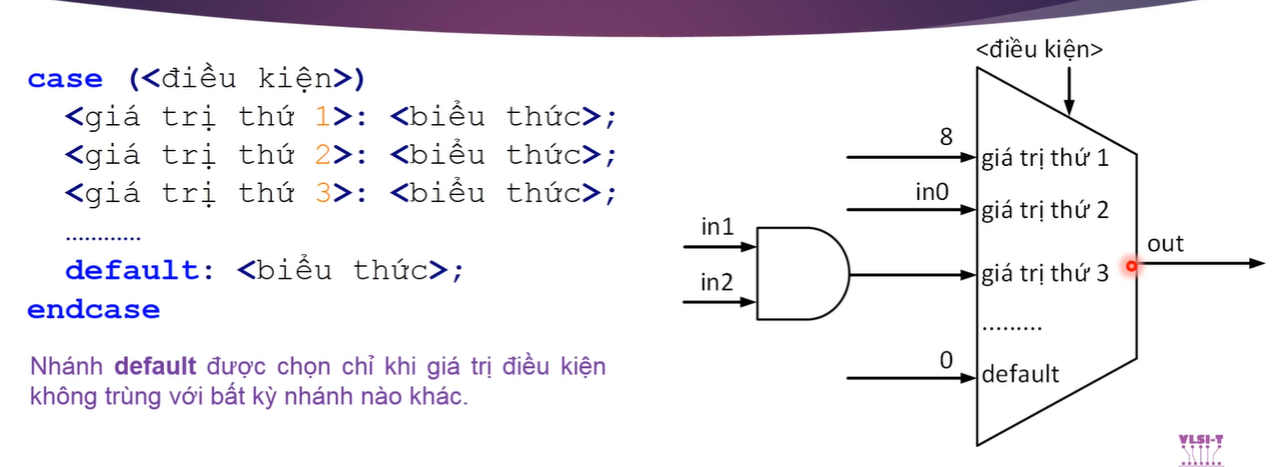 case (<điều kiện>)
<giá trị thứ 1>: <biểu thức>;
<giá trị thứ 2>: <biểu thức>;
<giá trị thứ 3>: <biểu thức>;
............
default: <biểu thức>;
endcase
Nhánh default được chọn chỉ khi giá trị điều kiện
không trùng với bất kỳ nhánh nào khác.
<điều kiện>
8
giá trị thứ 1
in0
giá trị thứ 2
in1
in2
giá trị thứ 3
.........
0
default
out
VLSI-T